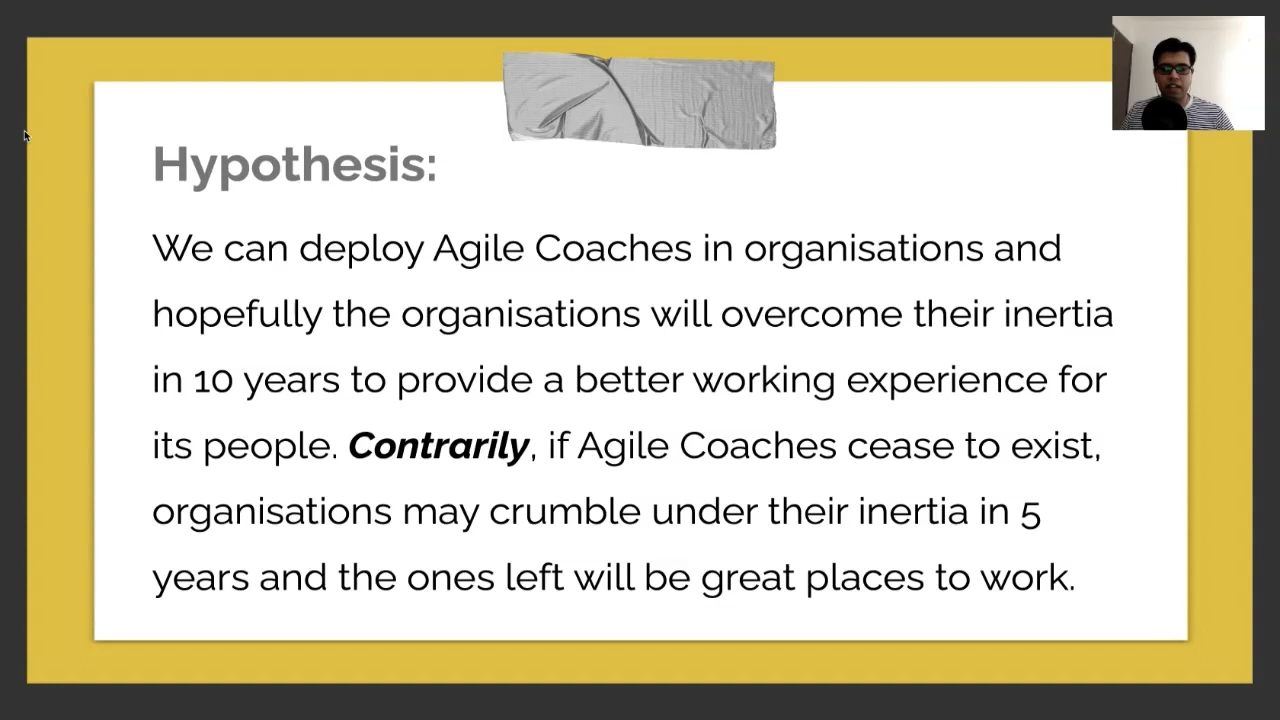 Hypothesis:
We can deploy Agile Coaches in organisations and
hopefully the organisations will overcome their inertia
in 10 years to provide a better working experience for
its people. Contrarily, if Agile Coaches cease to exist,
organisations may crumble under their inertia in 5
years and the ones left will be great places to work.